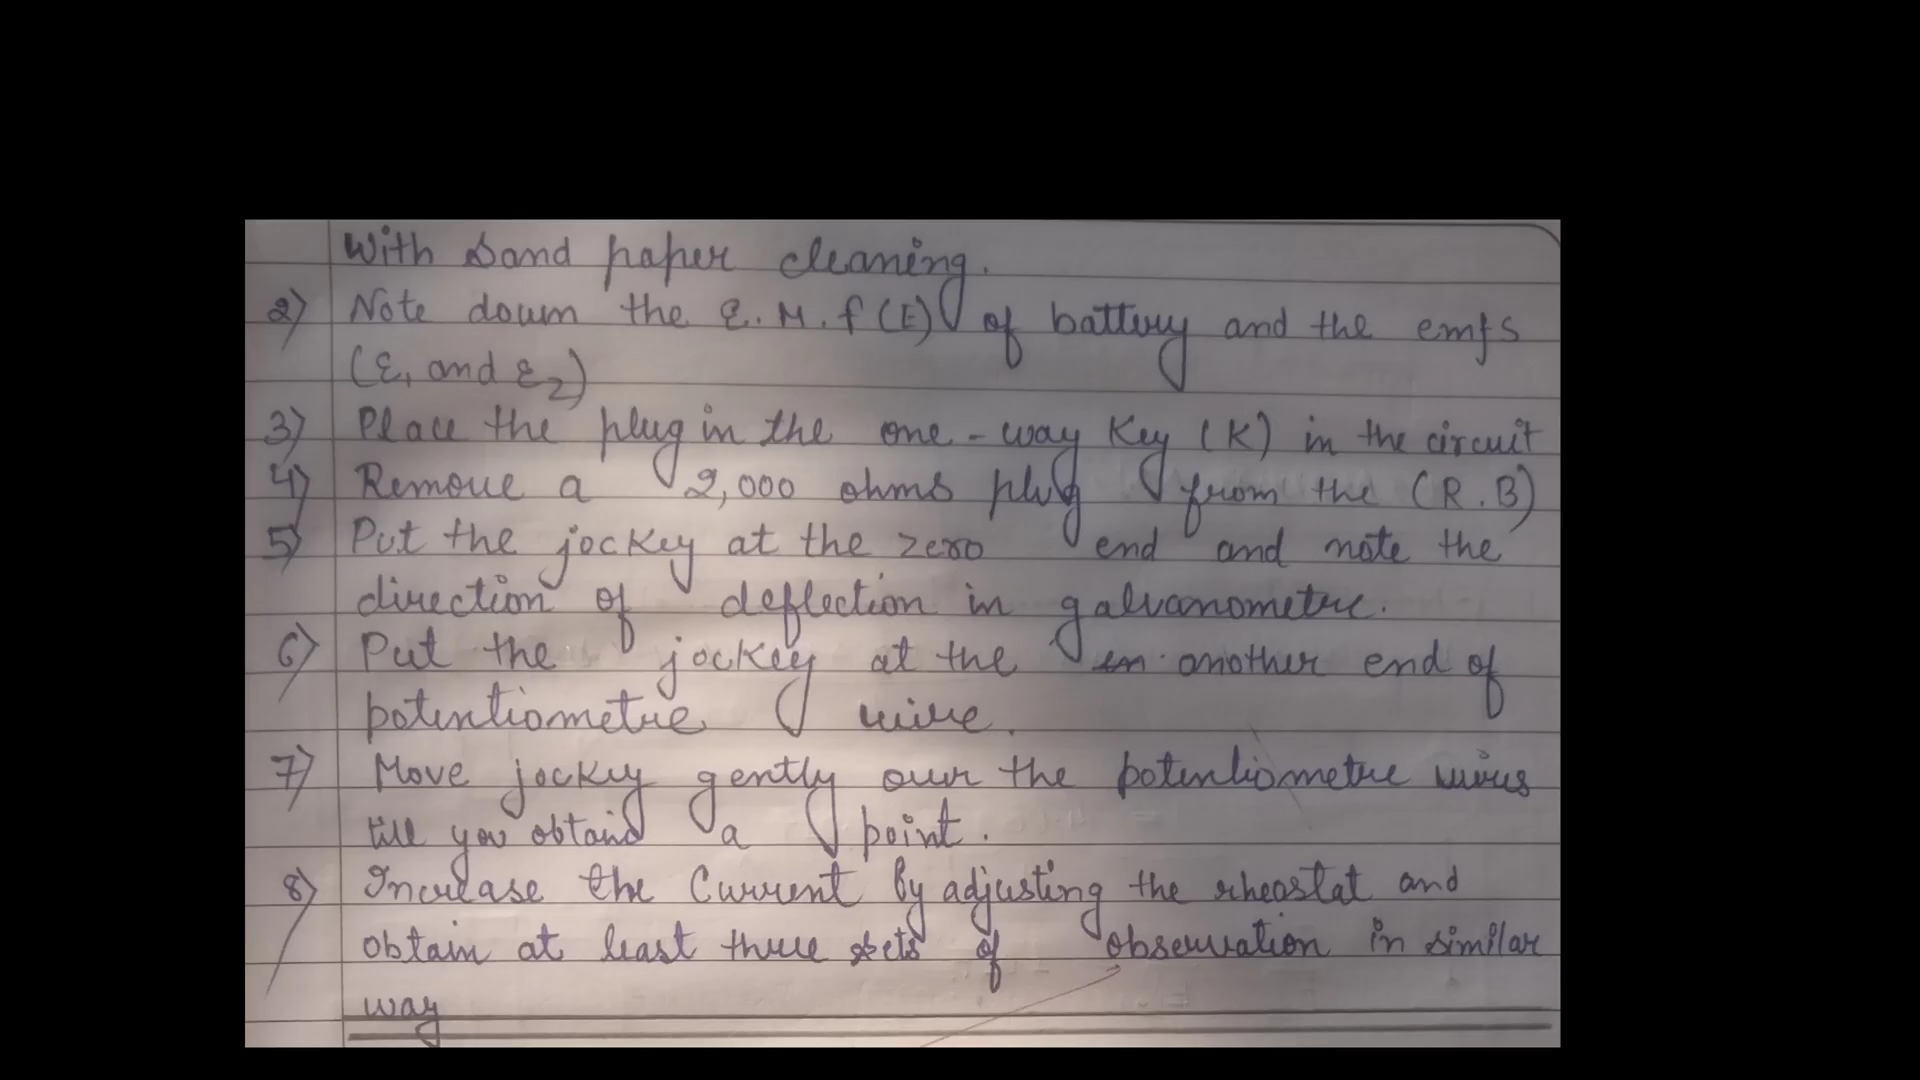 With Sand paper cleaning.
2) Note down the E.M.f (E) of battery and the emfs
(ε₁ and ε₂)
3) Place the plug in the one-way Key (K) in the circuit
4) Remove a 2,000 ohms plug from the (R.B)
5) Put the jockey at the zero end and note the
direction of deflection in galvanometre.
6) Put the jockey at the another end of
potentiometre wire.
7) Move jockey gently over the potentiometre wires
till you obtain a point.
8) Increase the Current by adjusting the rheostat and
obtain at least three sets of observation in similar
way